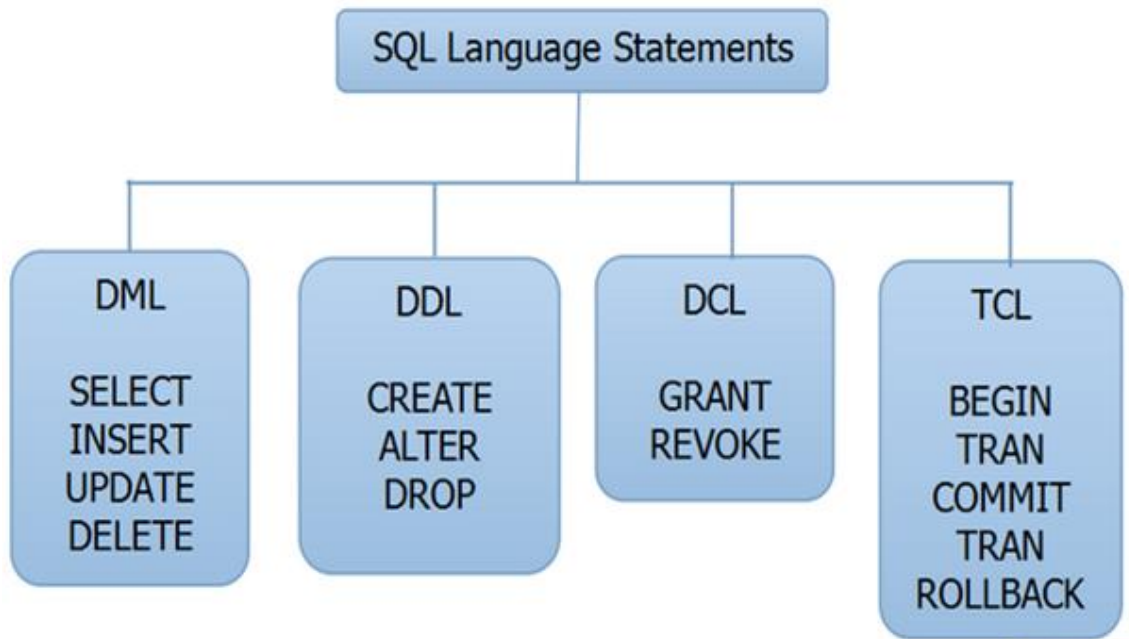 SQL Language Statements
DML
SELECT
INSERT
UPDATE
DELETE
DDL
CREATE
ALTER
DROP
DCL
GRANT
REVOKE
TCL
BEGIN
TRAN
COMMIT
TRAN
ROLLBACK